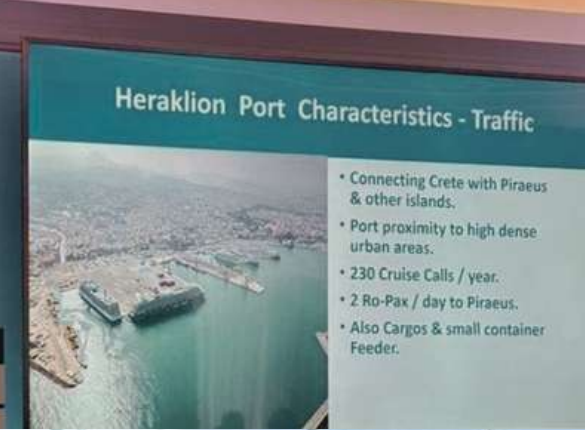 Heraklion Port Characteristics - Traffic
• Connecting Crete with Piraeus
& other islands.
• Port proximity to high dense
urban areas.
• 230 Cruise Calls / year.
• 2 Ro-Pax / day to Piraeus.
• Also Cargos & small container
Feeder.